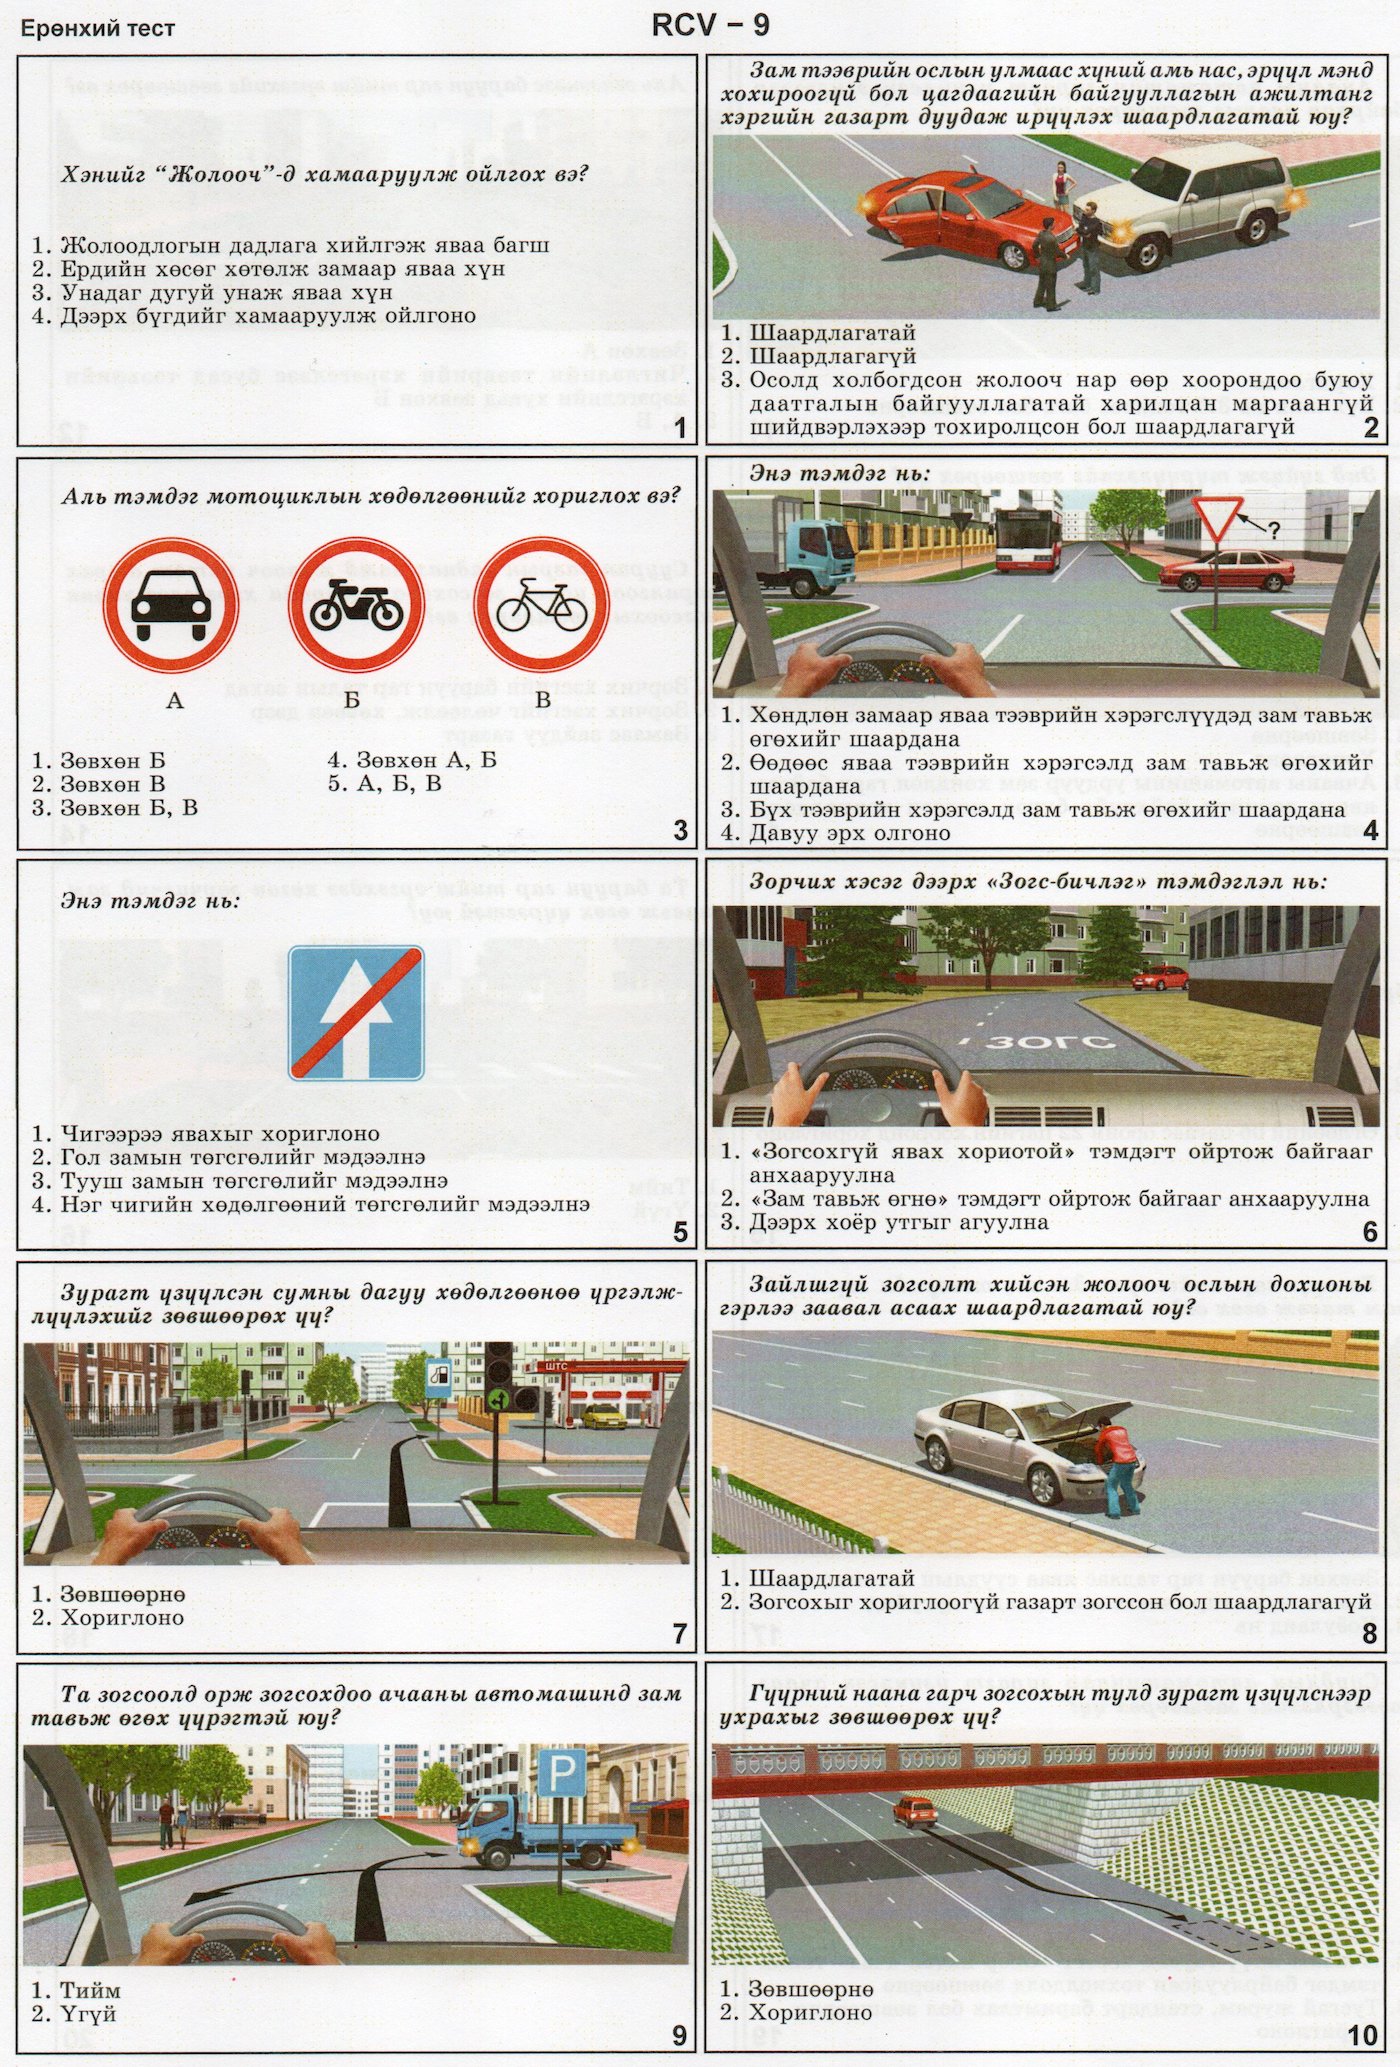 Ерөнхий тест
RCV – 9
Хэнийг “Жолооч”-д хамааруулж ойлгох вэ?
1. Жолоодлогын дадлага хийлгэж яваа багш
2. Ердийн хөсөг хөтөлж замаар яваа хүн
3. Унадаг дугуй унаж яваа хүн
4. Дээрх бүгдийг хамааруулж ойлгоно
1
Зам тээврийн ослын улмаас хүний амь нас, эрүүл мэнд
хохироогүй бол цагдаагийн байгууллагын ажилтанг
хэргийн газарт дуудаж ирүүлэх шаардлагатай юу?
1. Шаардлагатай
2. Шаардлагагүй
3. Осолд холбогдсон жолооч нар өөр хоорондоо буюу
даатгалын байгууллагатай харилцан маргаангүй
шийдвэрлэхээр тохиролцсон бол шаардлагагүй
2
Аль тэмдэг мотоциклын хөдөлгөөнийг хориглох вэ?
А
Б
В
1. Зөвхөн Б
2. Зөвхөн В
3. Зөвхөн Б, В
4. Зөвхөн А, Б
5. А, Б, В
3
Энэ тэмдэг нь:
?
1. Хөндлөн замаар яваа тээврийн хэрэгслүүдэд зам тавьж
өгөхийг шаардана
2. Өөдөөс яваа тээврийн хэрэгсэлд зам тавьж өгөхийг
шаардана
3. Бүх тээврийн хэрэгсэлд зам тавьж өгөхийг шаардана
4. Давуу эрх олгоно
4
Энэ тэмдэг нь:
1. Чигээрээ явахыг хориглоно
2. Гол замын төгсгөлийг мэдээлнэ
3. Тууш замын төгсгөлийг мэдээлнэ
4. Нэг чигийн хөдөлгөөний төгсгөлийг мэдээлнэ
5
Зорчих хэсэг дээрх «Зогс-бичлэг» тэмдэглэл нь:
ЗОГС
1. «Зогсохгүй явах хориотой» тэмдэгт ойртож байгааг
анхааруулна
2. «Зам тавьж өгнө» тэмдэгт ойртож байгааг анхааруулна
3. Дээрх хоёр утгыг агуулна
6
Зурагт үзүүлсэн сумны дагуу хөдөлгөөнөө үргэлж-
лүүлэхийг зөвшөөрөх үү?
ШТС
1. Зөвшөөрнө
2. Хориглоно
7
Зайлшгүй зогсолт хийсэн жолооч ослын дохионы
гэрлээ заавал асаах шаардлагатай юу?
1. Шаардлагатай
2. Зогсохыг хориглоогүй газарт зогссон бол шаардлагагүй
8
Та зогсоолд орж зогсохдоо ачааны автомашинд зам
тавьж өгөх үүрэгтэй юу?
P
1. Тийм
2. Үгүй
9
Гүүрний наана гарч зогсохын тулд зурагт үзүүлснээр
ухрахыг зөвшөөрөх үү?
1. Зөвшөөрнө
2. Хориглоно
10